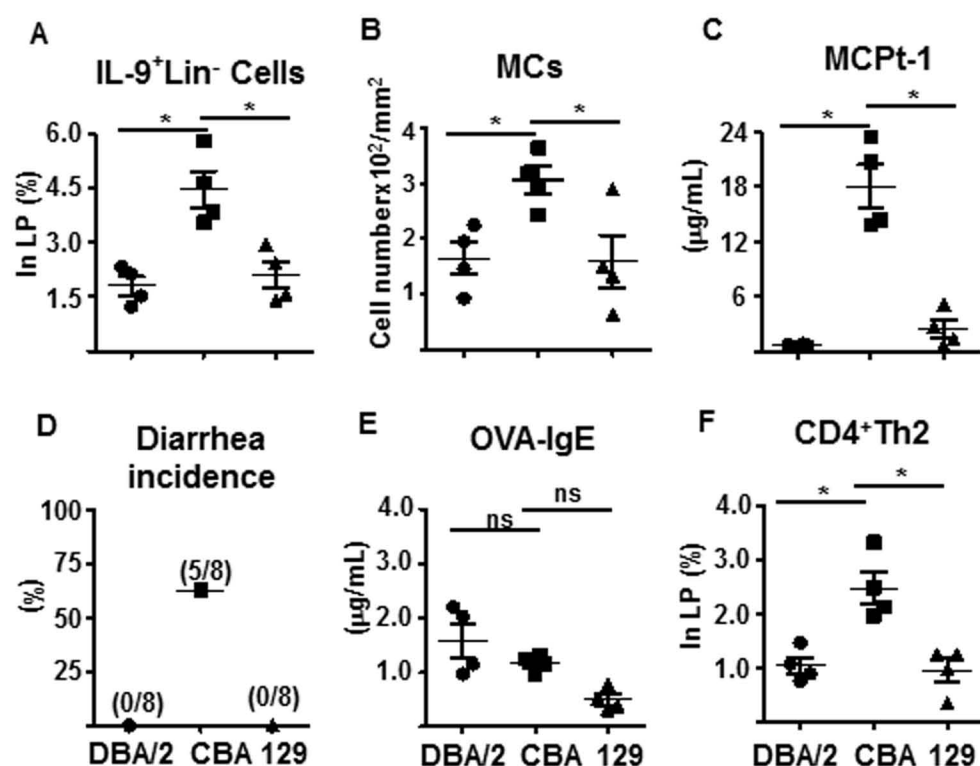 A
IL-9⁺Lin⁻ Cells
* *
6.0
4.5
3.0
1.5
In LP (%)
B
MCs
* *
4
3
2
1
Cell numberx10²/mm²
C
MCPt-1
* *
24
18
12
6
(μg/mL)
D
Diarrhea
incidence
100
75
50
25
(%)
(5/8)
(0/8) (0/8)
DBA/2 CBA 129
E
OVA-IgE
ns
ns
4.0
3.0
2.0
1.0
(μg/mL)
DBA/2 CBA 129
F
CD4⁺Th2
* *
4.0
3.0
2.0
1.0
In LP (%)
DBA/2 CBA 129